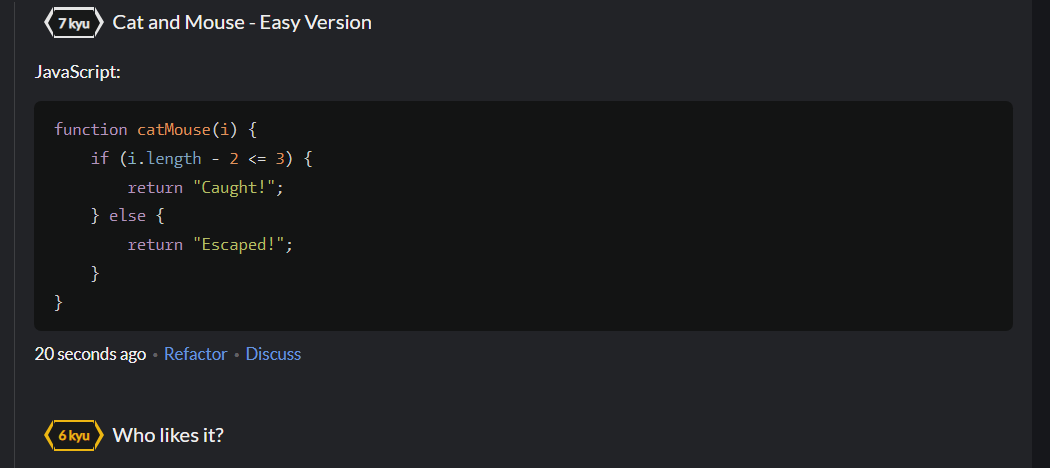 7 kyu Cat and Mouse - Easy Version
JavaScript:
function catMouse(i) {
    if (i.length - 2 <= 3) {
        return "Caught!";
    } else {
        return "Escaped!";
    }
}
20 seconds ago • Refactor • Discuss
6 kyu Who likes it?